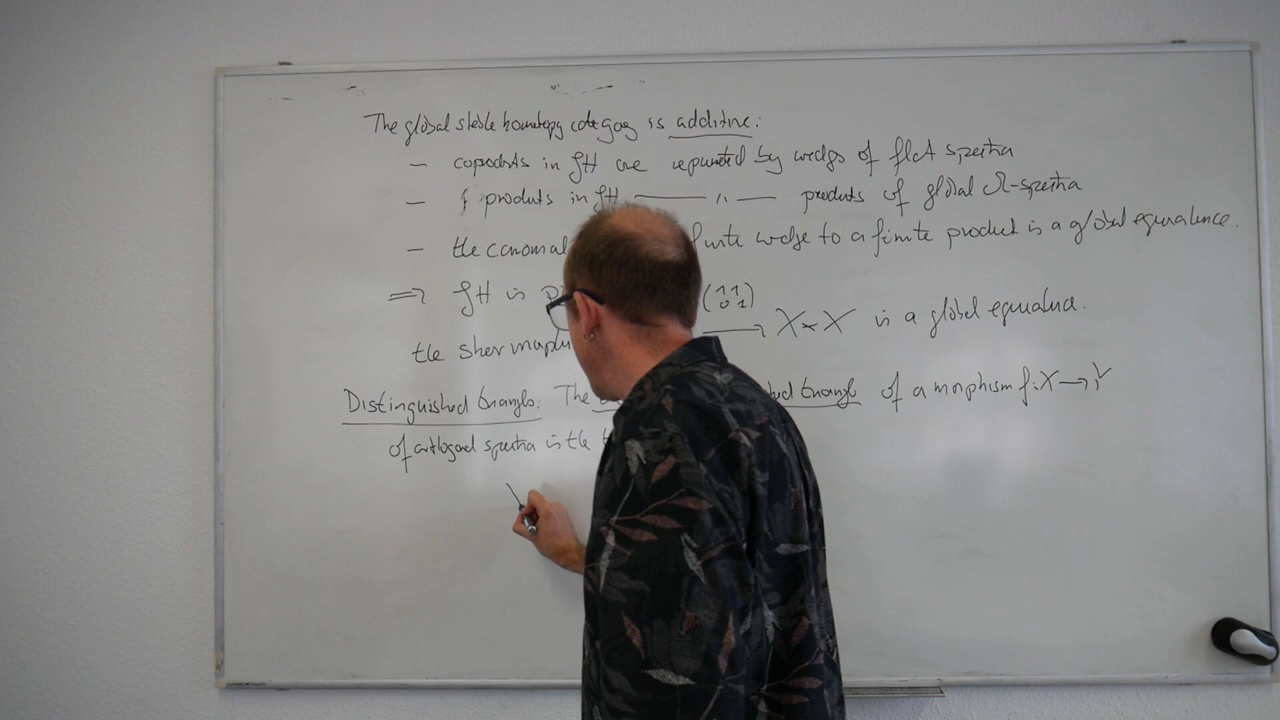 The global stable homotopy category is additive:
— coproducts in GH are represented by wedges of flat spectra
— products in GH —— " —— products of global Ω-spectra
— the canonical finite wedge to a finite product is a global equivalence.
⇒ GH is (1 1 0 1)
the shear morphism → X × X is a global equivalence.
Distinguished triangles: The triangle of a morphism f: X → Y
of orthogonal spectra is the